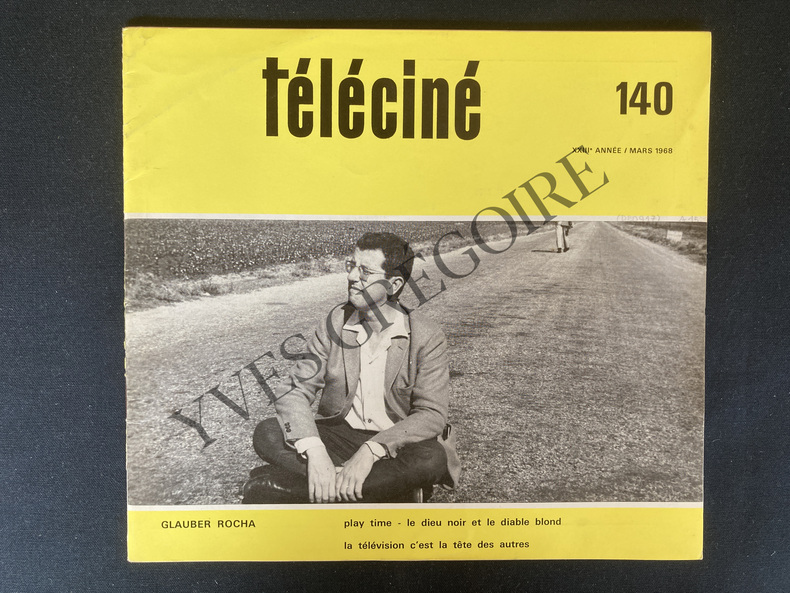 téléciné
140
XXIIIᵉ ANNÉE / MARS 1968
YVES GREGOIRE
GLAUBER ROCHA
play time - le dieu noir et le diable blond
la télévision c'est la tête des autres